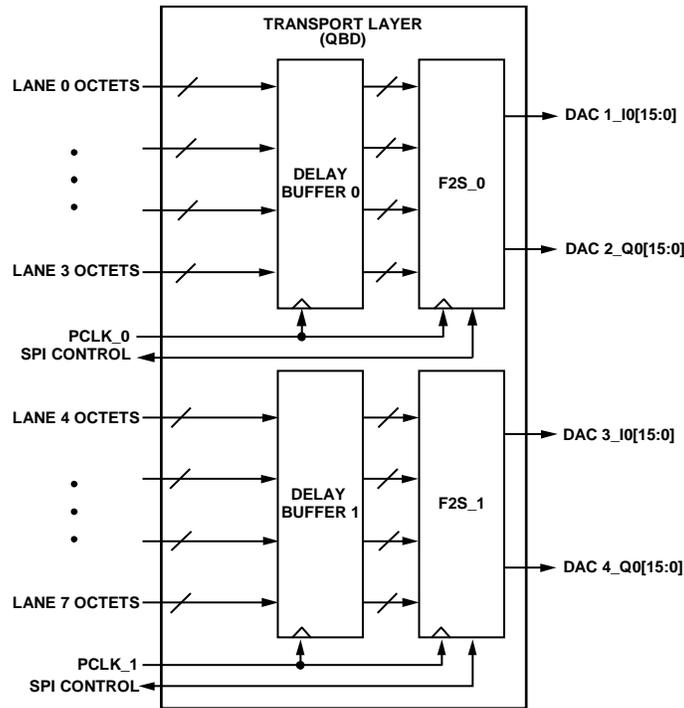 TRANSPORT LAYER
(QBD)
LANE 0 OCTETS
DELAY
BUFFER 0
F2S_0
DAC 1_I0[15:0]
DAC 2_Q0[15:0]
LANE 3 OCTETS
PCLK_0
SPI CONTROL
LANE 4 OCTETS
DELAY
BUFFER 1
F2S_1
DAC 3_I0[15:0]
DAC 4_Q0[15:0]
LANE 7 OCTETS
PCLK_1
SPI CONTROL